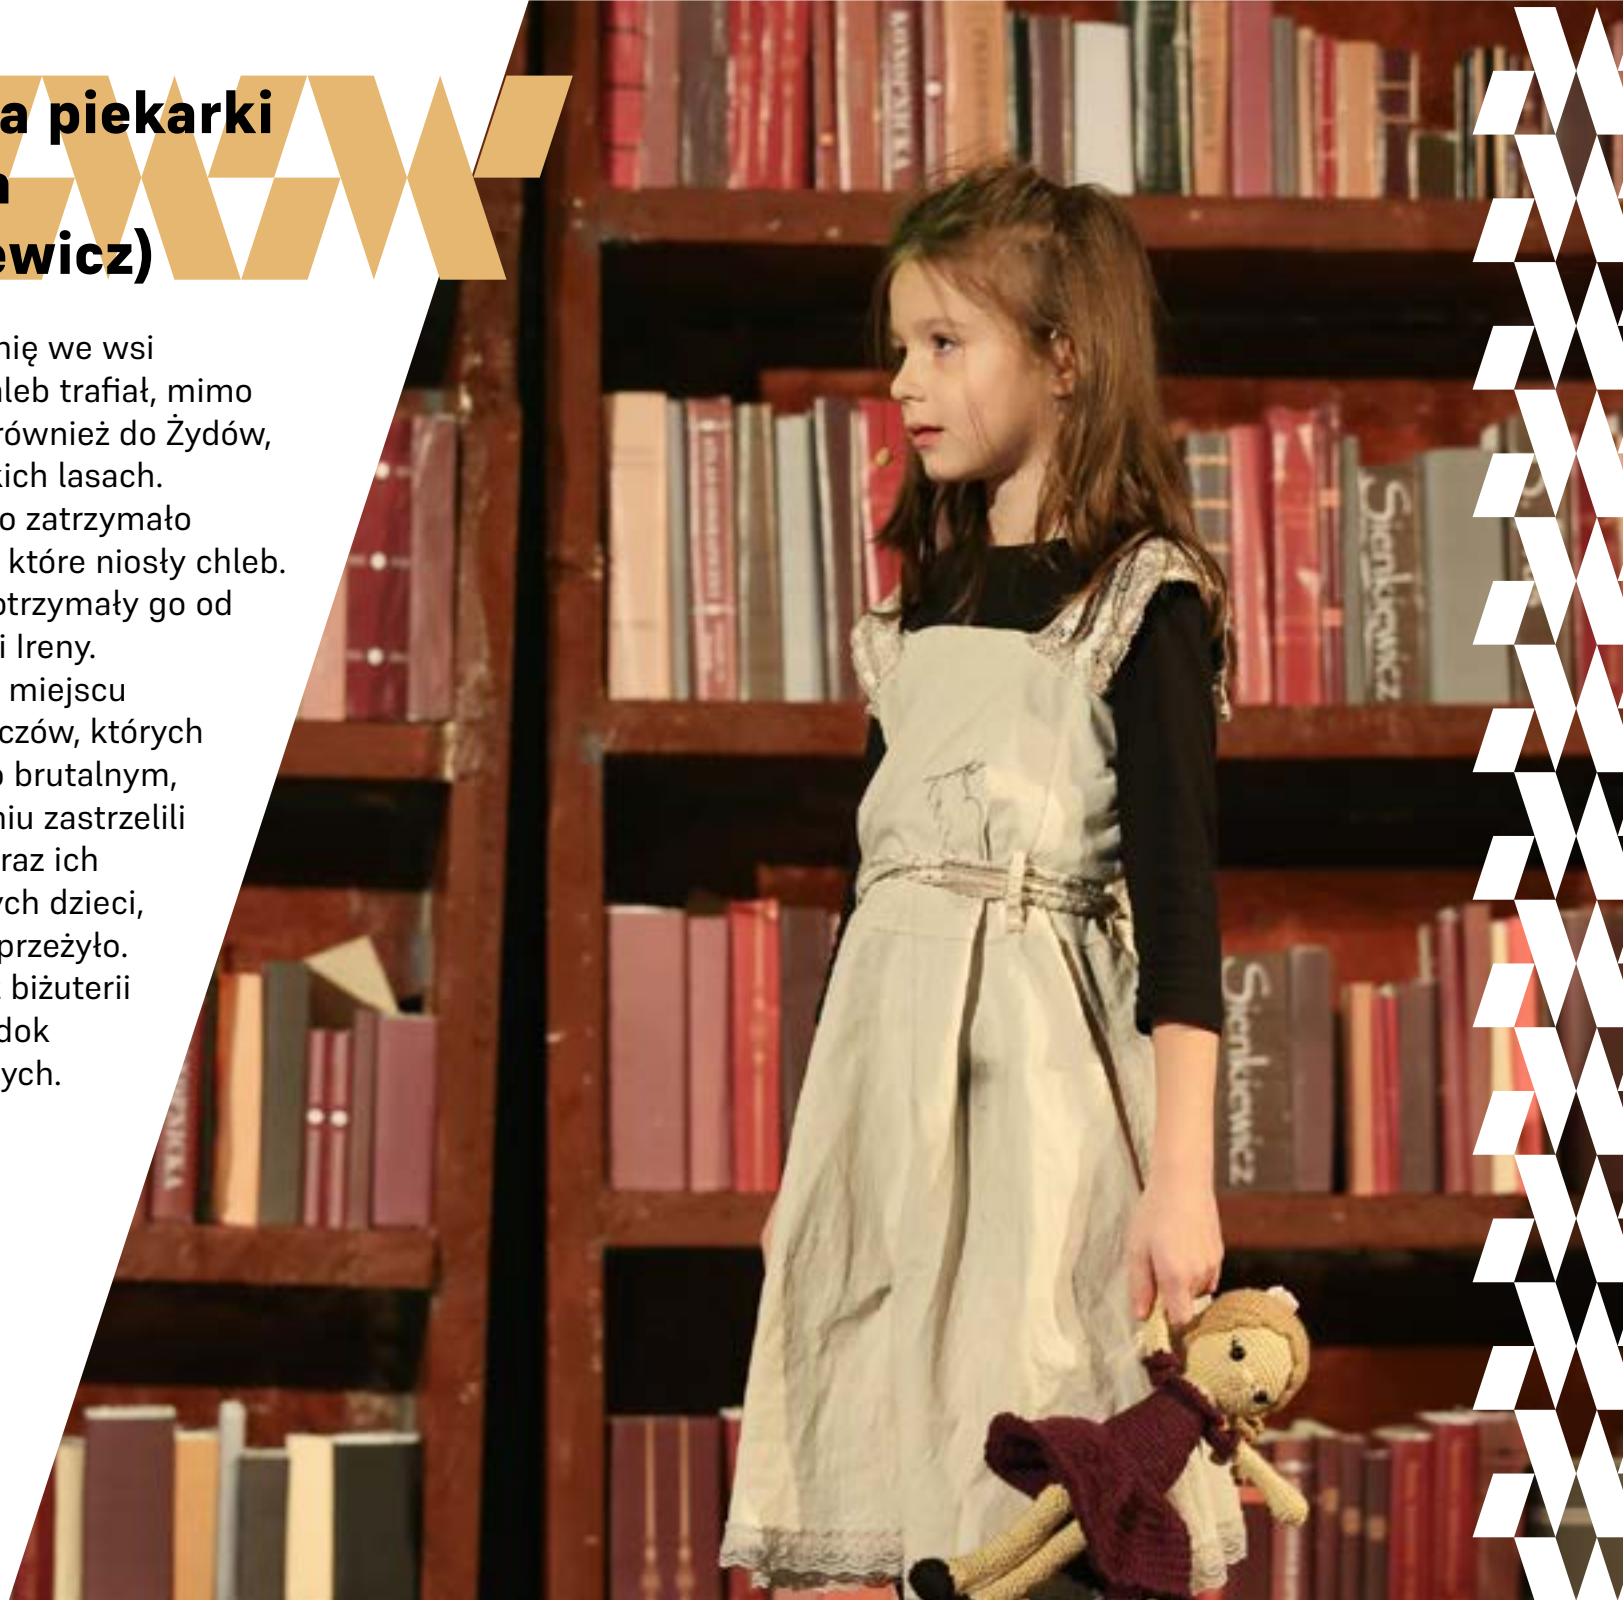 a piekarki
ewicz)
nię we wsi
leb trafiał, mimo
również do Żydów,
kich lasach.
o zatrzymało
które niosły chleb.
otrzymały go od
i Ireny.
miejscu
czów, których
o brutalnym,
niu zastrzelili
raz ich
ych dzieci,
przeżyło.
biżuterii
dok
ych.
KONOPNICKA
Sienkiewicz
Sienkiewicz